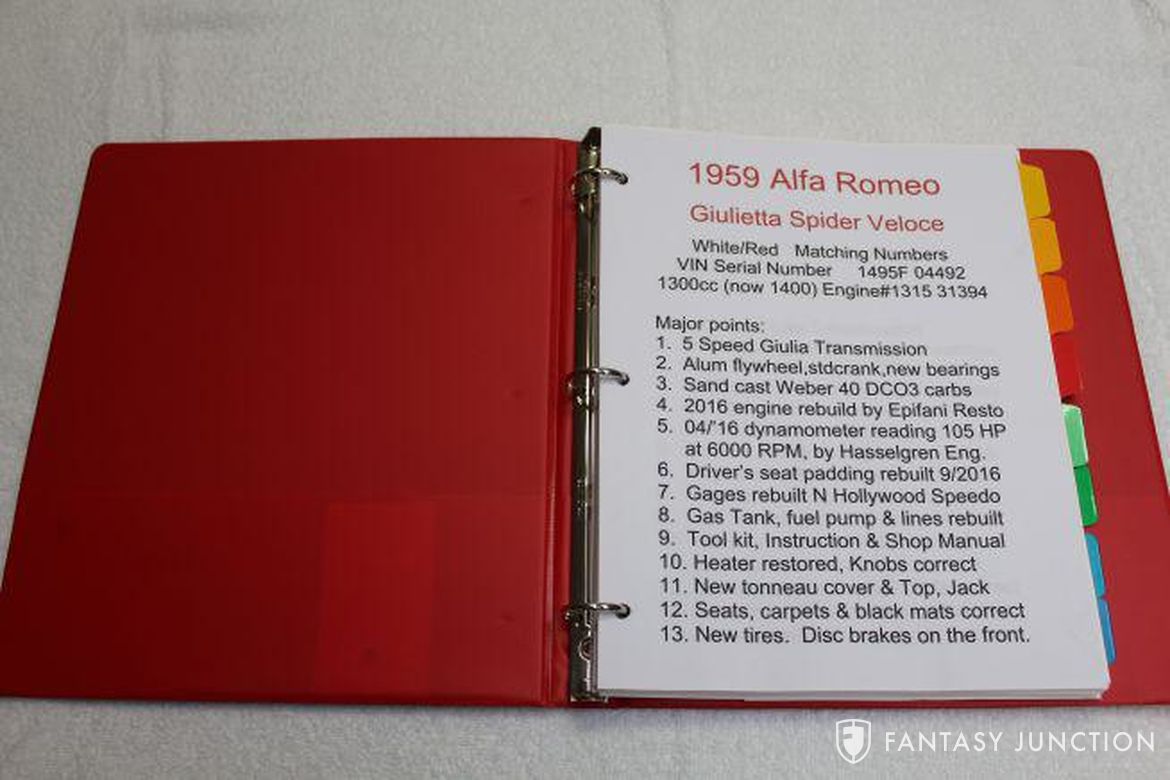 1959 Alfa Romeo
Giulietta Spider Veloce
White/Red Matching Numbers
VIN Serial Number 1495F 04492
1300cc (now 1400) Engine#1315 31394
Major points:
1. 5 Speed Giulia Transmission
2. Alum flywheel,stdcrank,new bearings
3. Sand cast Weber 40 DCO3 carbs
4. 2016 engine rebuild by Epifani Resto
5. 04/'16 dynamometer reading 105 HP
at 6000 RPM, by Hasselgren Eng.
6. Driver's seat padding rebuilt 9/2016
7. Gages rebuilt N Hollywood Speedo
8. Gas Tank, fuel pump & lines rebuilt
9. Tool kit, Instruction & Shop Manual
10. Heater restored, Knobs correct
11. New tonneau cover & Top, Jack
12. Seats, carpets & black mats correct
13. New tires. Disc brakes on the front.
FANTASY JUNCTION